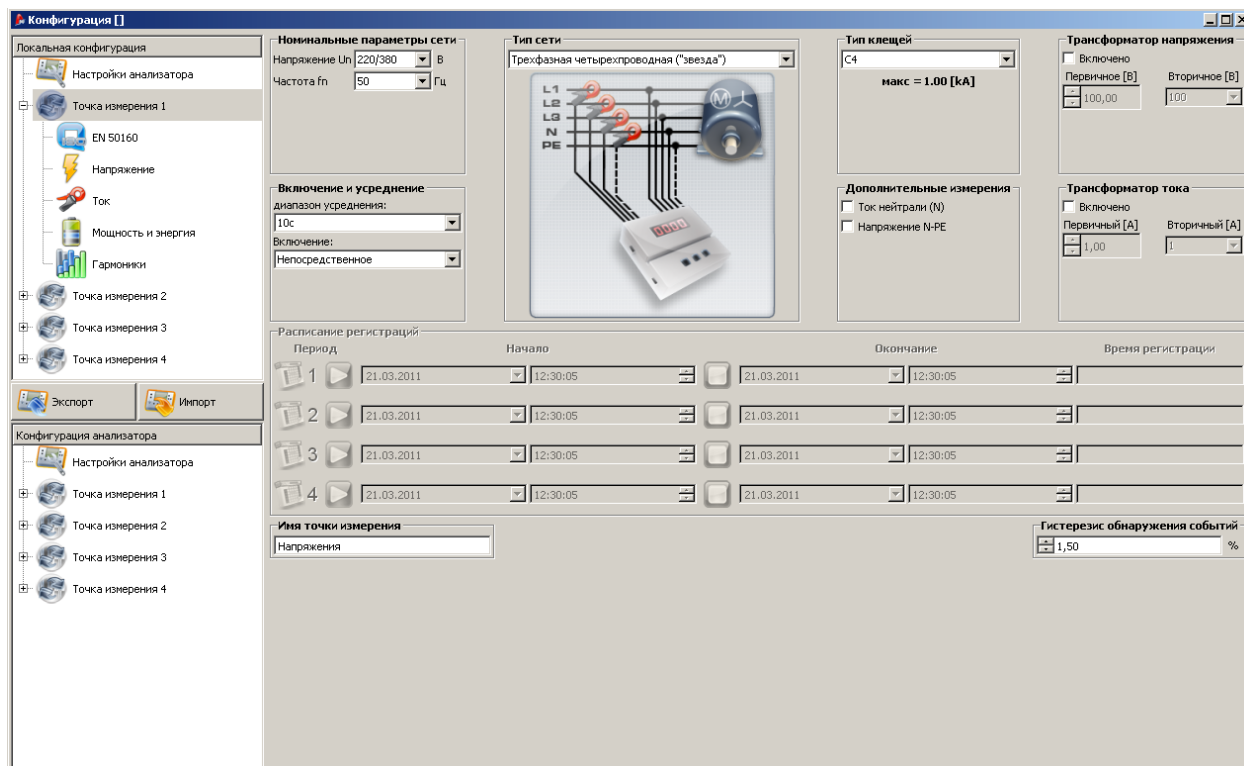 Конфигурация []
Локальная конфигурация
Настройки анализатора
Точка измерения 1
EN 50160
Напряжение
Ток
Мощность и энергия
Гармоники
Точка измерения 2
Точка измерения 3
Точка измерения 4
Экспорт
Импорт
Конфигурация анализатора
Настройки анализатора
Точка измерения 1
Точка измерения 2
Точка измерения 3
Точка измерения 4
Номинальные параметры сети
Напряжение Un 220/380 В
Частота fn 50 Гц
Включение и усреднение
диапазон усреднения:
10с
Включение:
Непосредственное
Тип сети
Трехфазная четырехпроводная ("звезда")
L1
L2
L3
N
PE
M
Тип клещей
C4
макс = 1.00 [kA]
Дополнительные измерения
Ток нейтрали (N)
Напряжение N-PE
Трансформатор напряжения
Включено
Первичное [В] Вторичное [В]
100,00 100
Трансформатор тока
Включено
Первичный [А] Вторичный [А]
1,00 1
Расписание регистраций
Период Начало Окончание Время регистрации
1 21.03.2011 12:30:05 21.03.2011 12:30:05
2 21.03.2011 12:30:05 21.03.2011 12:30:05
3 21.03.2011 12:30:05 21.03.2011 12:30:05
4 21.03.2011 12:30:05 21.03.2011 12:30:05
Имя точки измерения
Напряжения
Гистерезис обнаружения событий
1,50 %